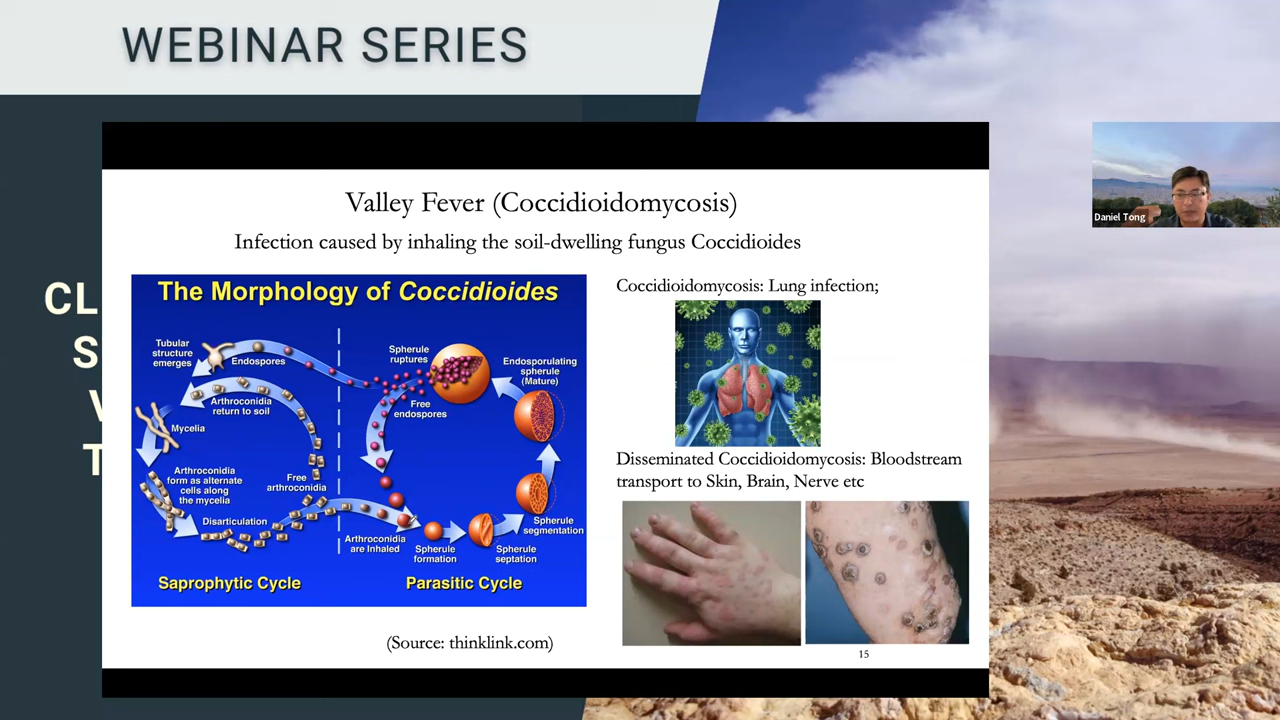 WEBINAR SERIES
CL
S
V
T
Daniel Tong
Valley Fever (Coccidioidomycosis)
Infection caused by inhaling the soil-dwelling fungus Coccidioides
The Morphology of Coccidioides
Tubular
structure
emerges
Endospores
Arthroconidia
return to soil
Mycelia
Arthroconidia
form as alternate
cells along
the mycelia
Free
arthroconidia
Disarticulation
Saprophytic Cycle
Spherule
ruptures
Free
endospores
Endosporulating
spherule
(Mature)
Spherule
segmentation
Arthroconidia
are Inhaled
Spherule
formation
Spherule
septation
Parasitic Cycle
(Source: thinklink.com)
Coccidioidomycosis: Lung infection;
Disseminated Coccidioidomycosis: Bloodstream
transport to Skin, Brain, Nerve etc
15